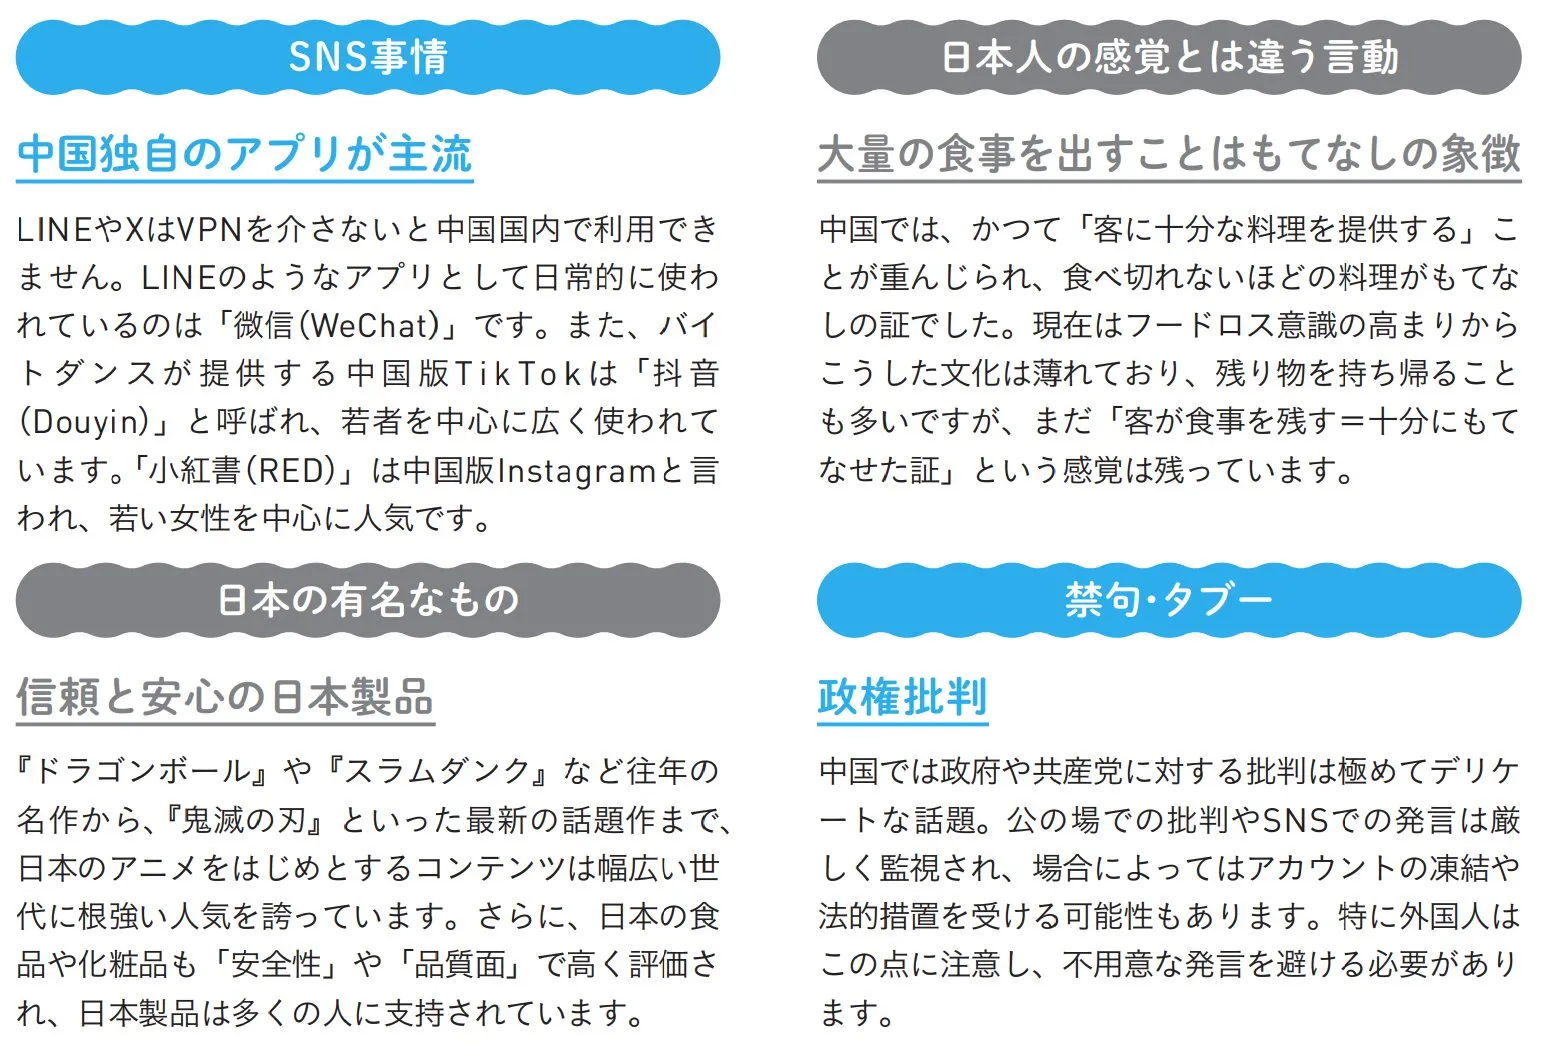 SNS事情
中国独自のアプリが主流
LINEやXはVPNを介さないと中国国内で利用でき
ません。LINEのようなアプリとして日常的に使わ
れているのは「微信(WeChat)」です。また、バイ
トダンスが提供する中国版TikTokは「抖音
(Douyin)」と呼ばれ、若者を中心に広く使われて
います。「小紅書(RED)」は中国版Instagramと言
われ、若い女性を中心に人気です。
日本の有名なもの
信頼と安心の日本製品
『ドラゴンボール』や『スラムダンク』など往年の
名作から、『鬼滅の刃』といった最新の話題作まで、
日本のアニメをはじめとするコンテンツは幅広い世
代に根強い人気を誇っています。さらに、日本の食
品や化粧品も「安全性」や「品質面」で高く評価さ
れ、日本製品は多くの人に支持されています。
日本人の感覚とは違う言動
大量の食事を出すことはもてなしの象徴
中国では、かつて「客に十分な料理を提供する」こ
とが重んじられ、食べ切れないほどの料理がもてな
しの証でした。現在はフードロス意識の高まりから
こうした文化は薄れており、残り物を持ち帰ること
も多いですが、まだ「客が食事を残す＝十分にもて
なせた証」という感覚は残っています。
禁句・タブー
政権批判
中国では政府や共産党に対する批判は極めてデリケ
ートな話題。公の場での批判やSNSでの発言は厳
しく監視され、場合によってはアカウントの凍結や
法的措置を受ける可能性もあります。特に外国人は
この点に注意し、不用意な発言を避ける必要があり
ます。